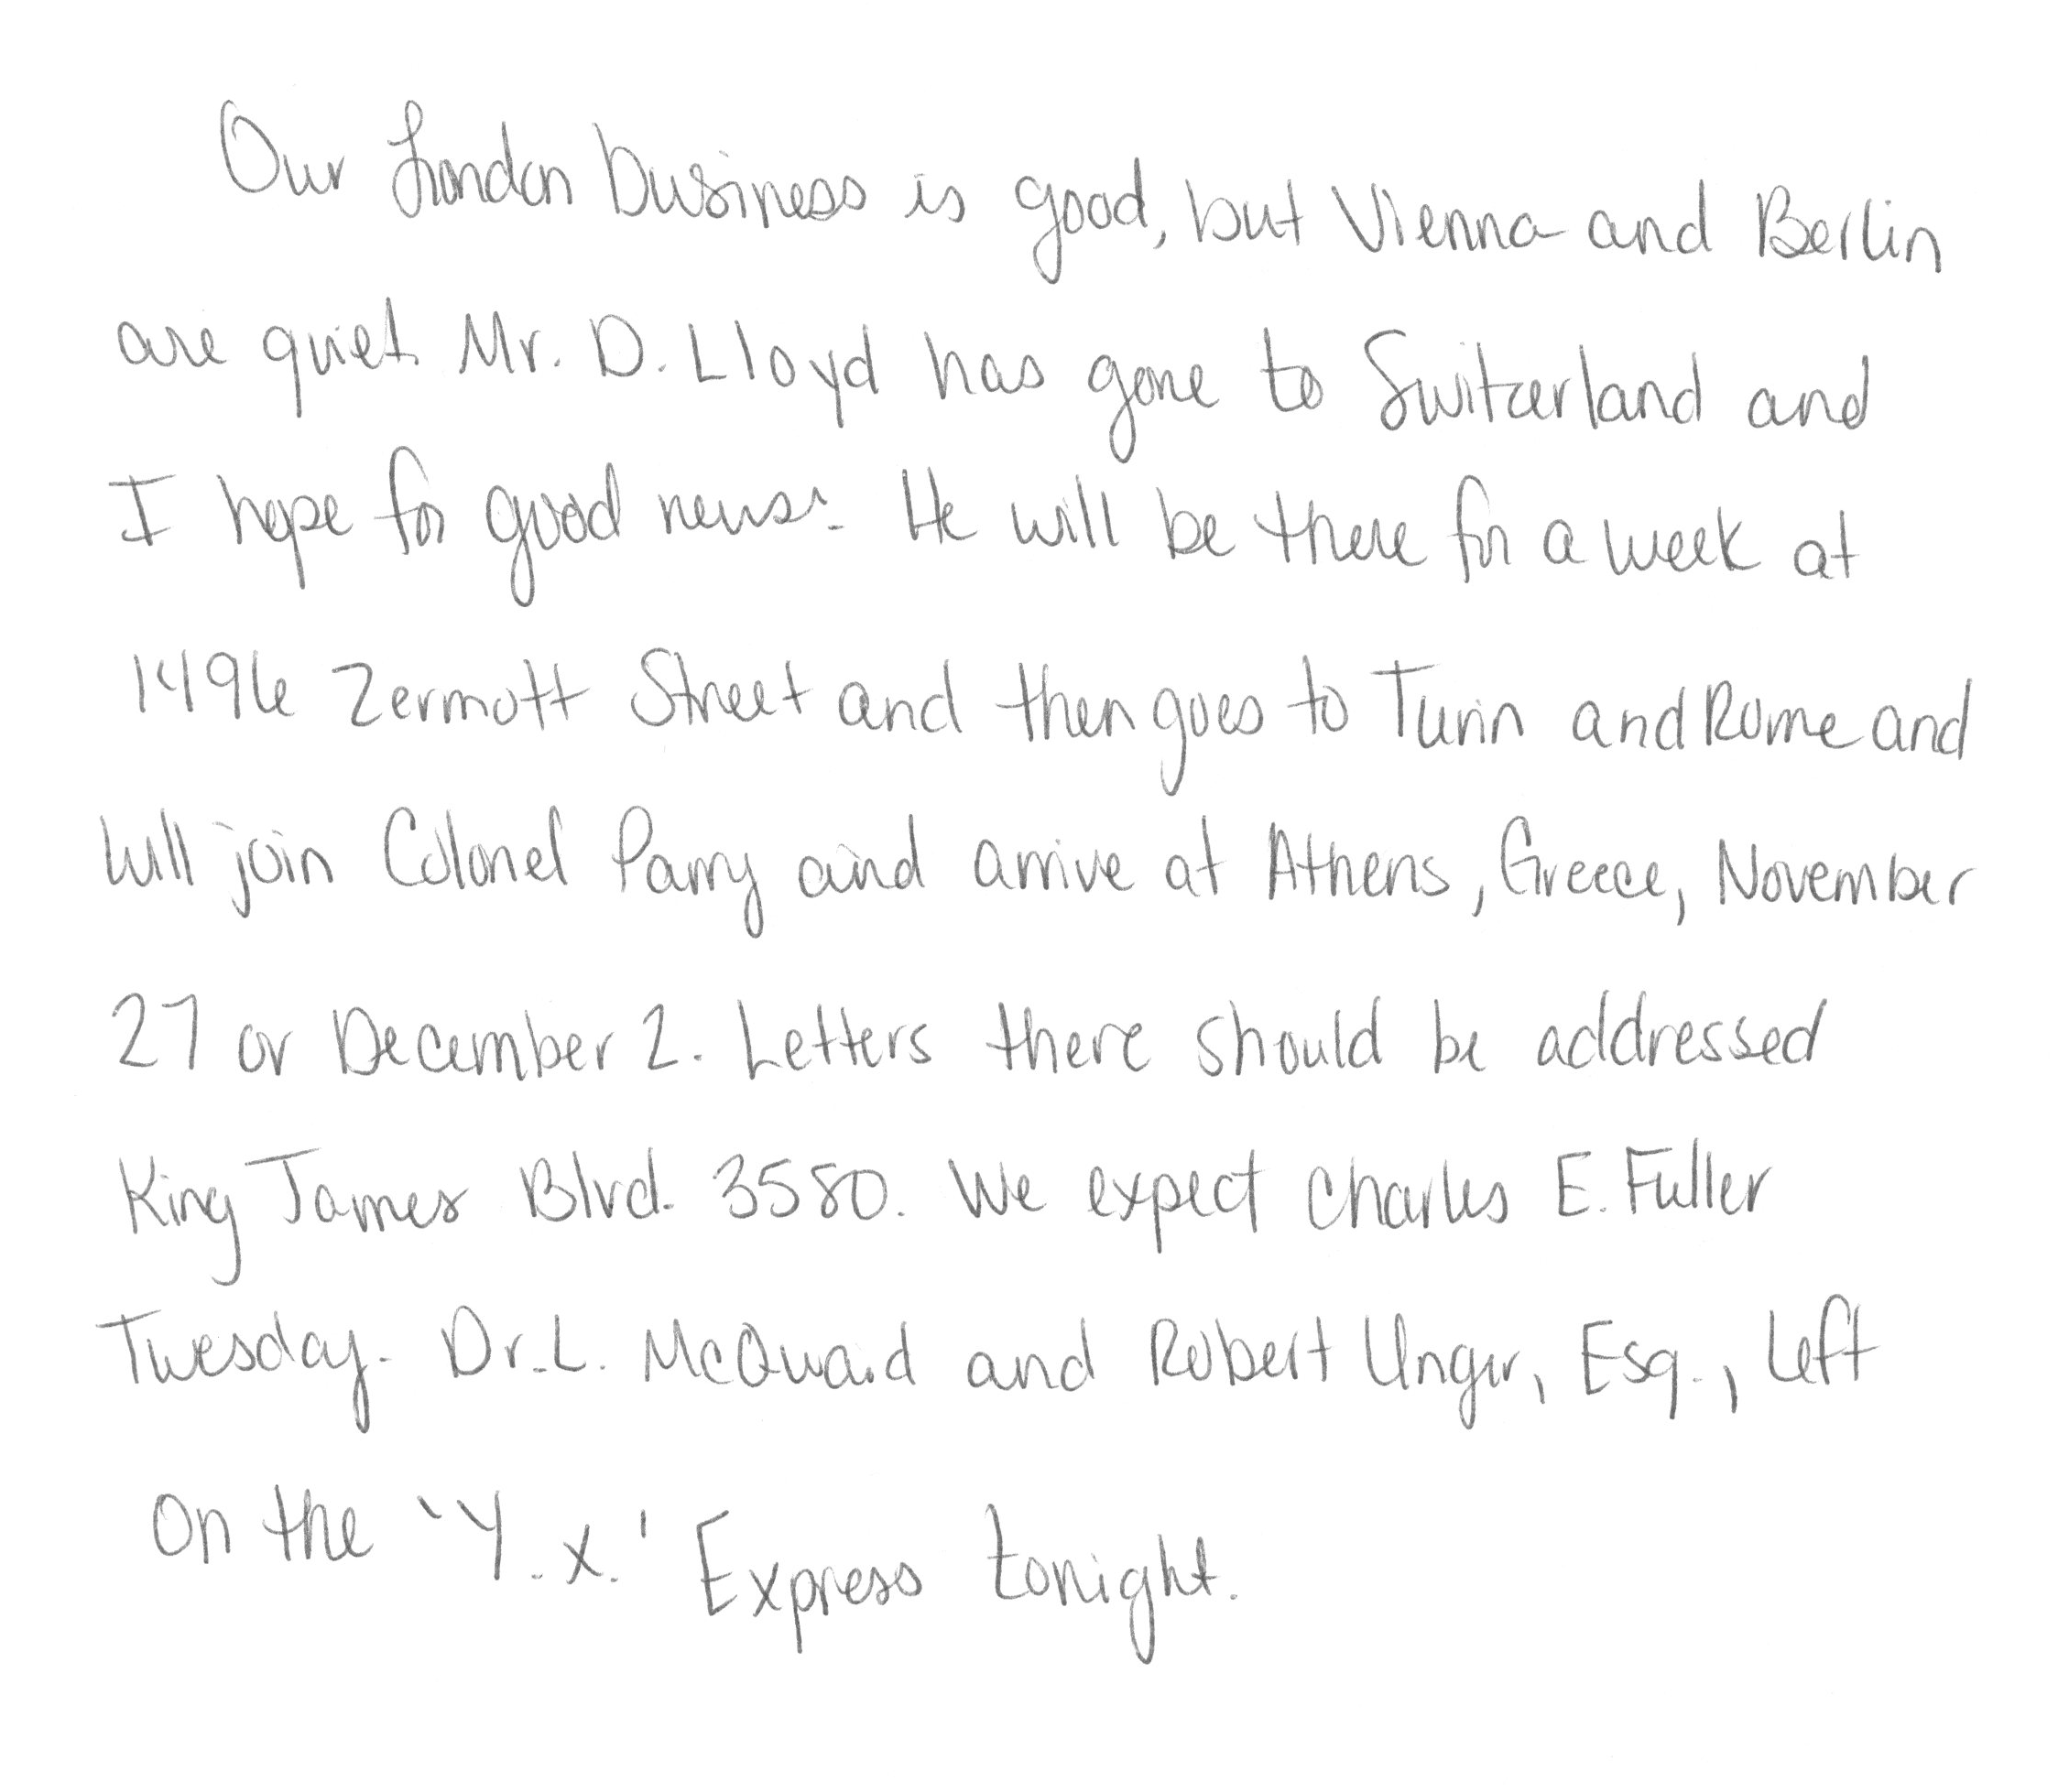 Our London business is good, but Vienna and Berlin
are quiet. Mr. D. Lloyd has gone to Switzerland and
I hope for good news. He will be there for a week at
1496 Zermott Street and then goes to Turin and Rome and
will join Colonel Parry and arrive at Athens, Greece, November
27 or December 2. Letters there should be addressed
King James Blvd. 3580. We expect Charles E. Fuller
Tuesday. Dr. L. McQuaid and Robert Unger, Esq., left
on the 'Y.X.' Express tonight.